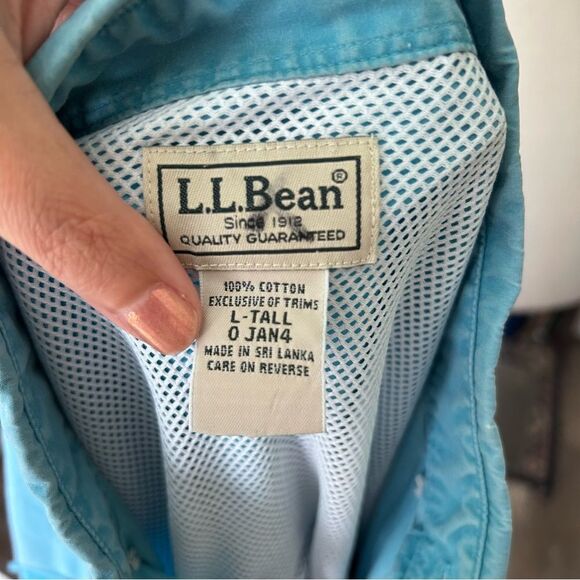 L.L.Bean®
Since 1912
QUALITY GUARANTEED
100% COTTON
EXCLUSIVE OF TRIMS
L-TALL
0 JAN4
MADE IN SRI LANKA
CARE ON REVERSE